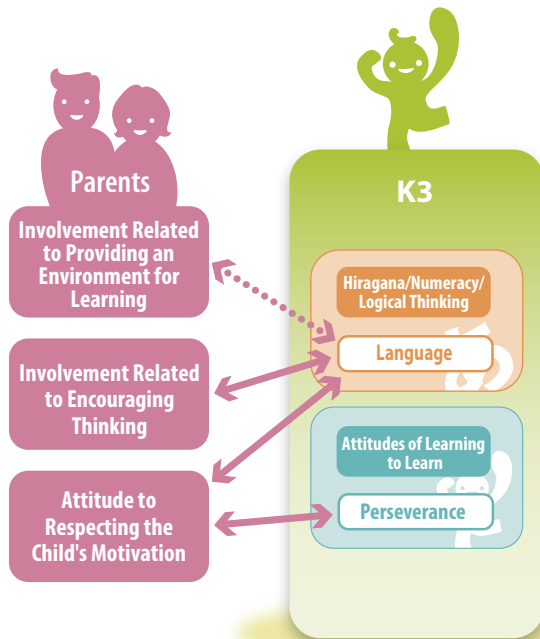 Parents
Involvement Related
to Providing an
Environment for
Learning
Involvement Related
to Encouraging
Thinking
Attitude to
Respecting the
Child's Motivation
K3
Hiragana/Numeracy/
Logical Thinking
Language
Attitudes of Learning
to Learn
Perseverance